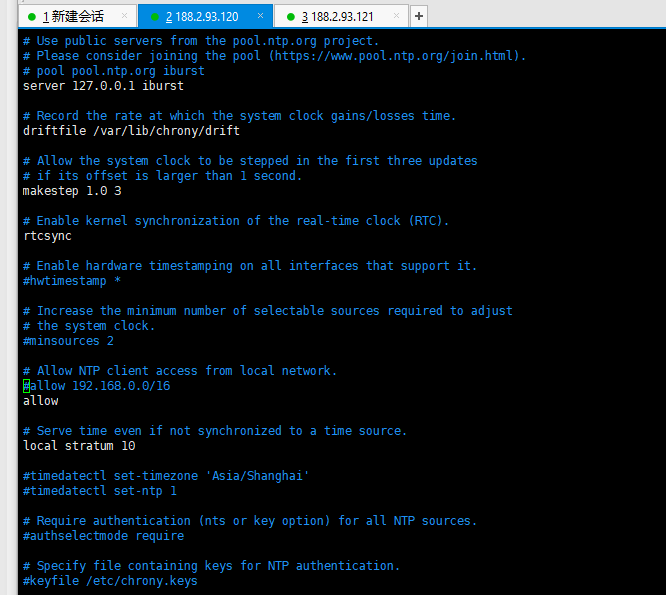 1 新建会话 × 2 188.2.93.120 × 3 188.2.93.121 × +
# Use public servers from the pool.ntp.org project.
# Please consider joining the pool (https://www.pool.ntp.org/join.html).
# pool pool.ntp.org iburst
server 127.0.0.1 iburst
# Record the rate at which the system clock gains/losses time.
driftfile /var/lib/chrony/drift
# Allow the system clock to be stepped in the first three updates
# if its offset is larger than 1 second.
makestep 1.0 3
# Enable kernel synchronization of the real-time clock (RTC).
rtcsync
# Enable hardware timestamping on all interfaces that support it.
#hwtimestamp *
# Increase the minimum number of selectable sources required to adjust
# the system clock.
#minsources 2
# Allow NTP client access from local network.
#allow 192.168.0.0/16
allow
# Serve time even if not synchronized to a time source.
local stratum 10
#timedatectl set-timezone 'Asia/Shanghai'
#timedatectl set-ntp 1
# Require authentication (nts or key option) for all NTP sources.
#authselectmode require
# Specify file containing keys for NTP authentication.
#keyfile /etc/chrony.keys